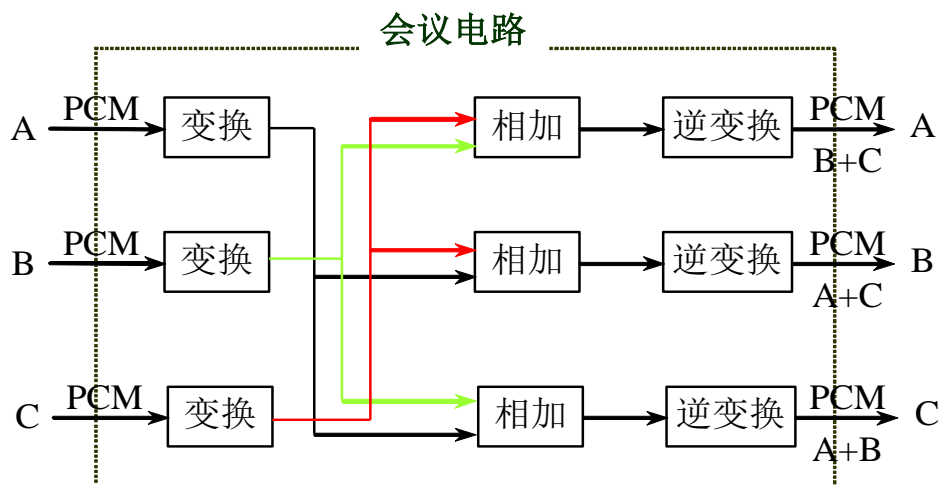 会议电路
A PCM 变换 相加 逆变换 PCM A
B+C
B PCM 变换 相加 逆变换 PCM B
A+C
C PCM 变换 相加 逆变换 PCM C
A+B